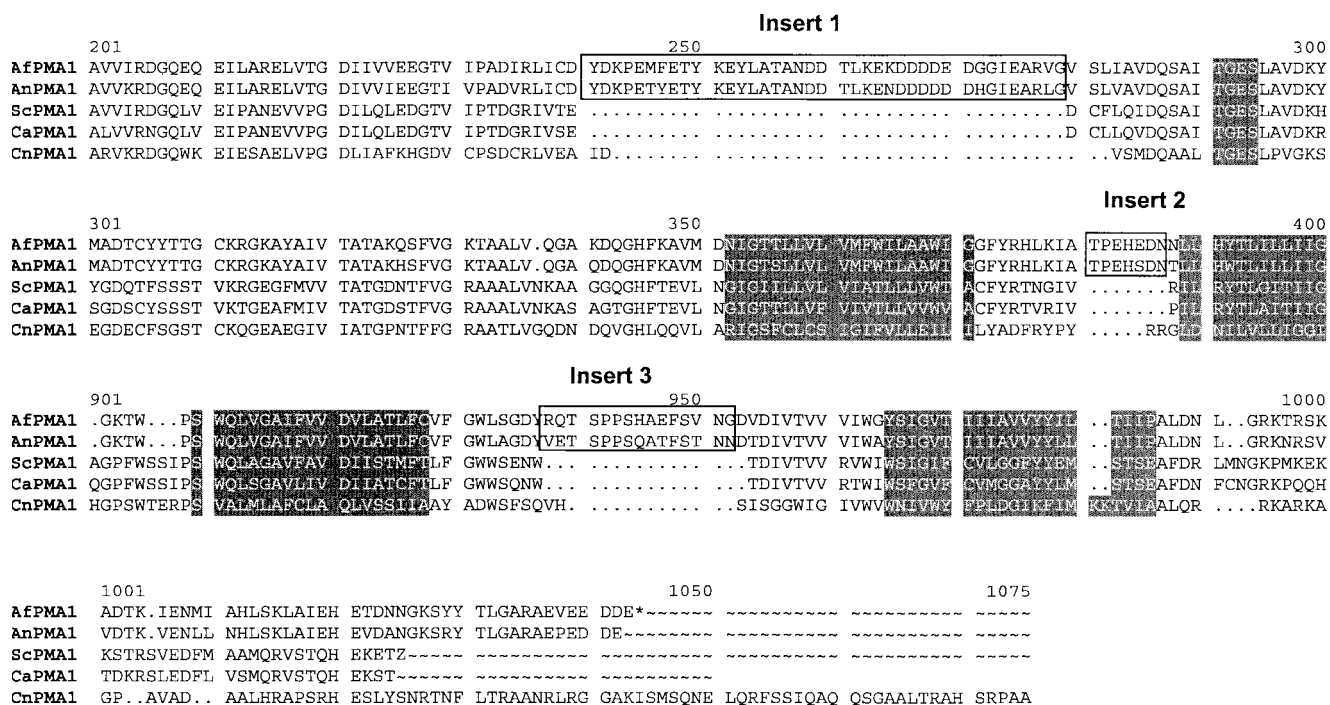 Insert 1
201 250 300
AfPMA1 AVVIRDGQEQ EILARELVTG DIIVVEEGTV IPADIRLICD YDKPEMFETY KEYLATANDD TLKEKDDDDE DGGIEARVGV SLIAVDQSAI TGESLAVDKY
AnPMA1 AVVKRDGQEQ EILARELVTG DIVVIEEGTI VPADVRLICD YDKPETYETY KEYLATANDD TLKENDDDDD DHGIEARLGV SLVAVDQSAI TGESLAVDKY
ScPMA1 AVVIRDGQLV EIPANEVVPG DILQLEDGTV IPTDGRIVTE .......... .......... .......... .........D CFLQIDQSAI TGESLAVDKH
CaPMA1 ALVVRNGQLV EIPANEVVPG DILQLEDGTV IPTDGRIVSE .......... .......... .......... .........D CLLQVDQSAI TGESLAVDKR
CnPMA1 ARVKRDGQWK EIESAELVPG DLIAFKHGDV CPSDCRLVEA ID........ .......... .......... .......... ..VSMDQAAL TGESLPVGKS
Insert 2
301 350 400
AfPMA1 MADTCYYTTG CKRGKAYAIV TATAKQSFVG KTAALV.QGA KDQGHFKAVM DNIGTTLLVL VMFWILAAWI GGFYRHLKIA TPEHEDNNLL HYTLILLIIG
AnPMA1 MADTCYYTTG CKRGKAYAIV TATAKHSFVG KTAALV.QGA QDQGHFKAVM DNIGTSLLVL VMFWILAAWI GGFYRHLKIA TPEHSDNTLL HWTLILLIIG
ScPMA1 YGDQTFSSST VKRGEGFMVV TATGDNTFVG RAAALVNKAA GGQGHFTEVL NGIGIILLVL VIATLLLVWT ACFYRTNGIV .......RIL RYTLGITIIG
CaPMA1 SGDSCYSSST VKTGEAFMIV TATGDSTFVG RAAALVNKAS AGTGHFTEVL NGIGTTLLVF VIVTLLVVWV ACFYRTVRIV .......PIL RYTLAITIIG
CnPMA1 EGDECFSGST CKQGEAEGIV IATGPNTFFG RAATLVGQDN DQVGHLQQVL ARIGSFCLCS IGIFVLLEIL ILYADFRYPY .....RRGLD NILVLLIGGI
Insert 3
901 950 1000
AfPMA1 .GKTW...PS WQLVGAIFVV DVLATLFCVF GWLSGDYRQT SPPSHAEFSV NGDVDIVTVV VIWGYSIGVT IIIAVVYYIL ..TIIEALDN L..GRKTRSK
AnPMA1 .GKTW...PS WQLVGAIFVV DVLATLFCVF GWLAGDYVET SPPSQATFST NNDTDIVTVV VIWAYSIGVT IIIAVVYYLL ..TIIEALDN L..GRKNRSV
ScPMA1 AGPFWSSIPS WQLAGAVFAV DIISTMFTLF GWWSENW... .......... ...TDIVTVV RVWIWSIGIF CVLGGFYYEM ..STSEAFDR LMNGKPMKEK
CaPMA1 QGPFWSSIPS WQLSGAVLIV DIIATCFTLF GWWSQNW... .......... ...TDIVTVV RTWIWSFGVF CVMGGAYYLM ..STSEAFDN FCNGRKPQQH
CnPMA1 HGPSWTERPS VALMLAFCLA QLVSSIIAAY ADWSFSQVH. .......... ...SISGGWIG IVWVWNIVWY FPLDGIKFIM KKTVIAALQR ....RKARKA
1001 1050 1075
AfPMA1 ADTK.IENMI AHLSKLAIEH ETDNNGKSYY TLGARAEVEE DDE*~~~~~~ ~~~~~~~~~~ ~~~~~~~~~~ ~~~~~
AnPMA1 VDTK.VENLL NHLSKLAIEH EVDANGKSRY TLGARAEPED DE~~~~~~~~ ~~~~~~~~~~ ~~~~~~~~~~ ~~~~~
ScPMA1 KSTRSVEDFM AAMQRVSTQH EKETZ~~~~~ ~~~~~~~~~~ ~~~~~~~~~~
CaPMA1 TDKRSLEDFL VSMQRVSTQH EKST~~~~~~ ~~~~~~~~~~ ~~~~~~~~~~
CnPMA1 GP..AVAD.. AALHRAPSRH ESLYSNRTNF LTRAANRLRG GAKISMSQNE LQRFSSIQAQ QSGAALTRAH SRPAA